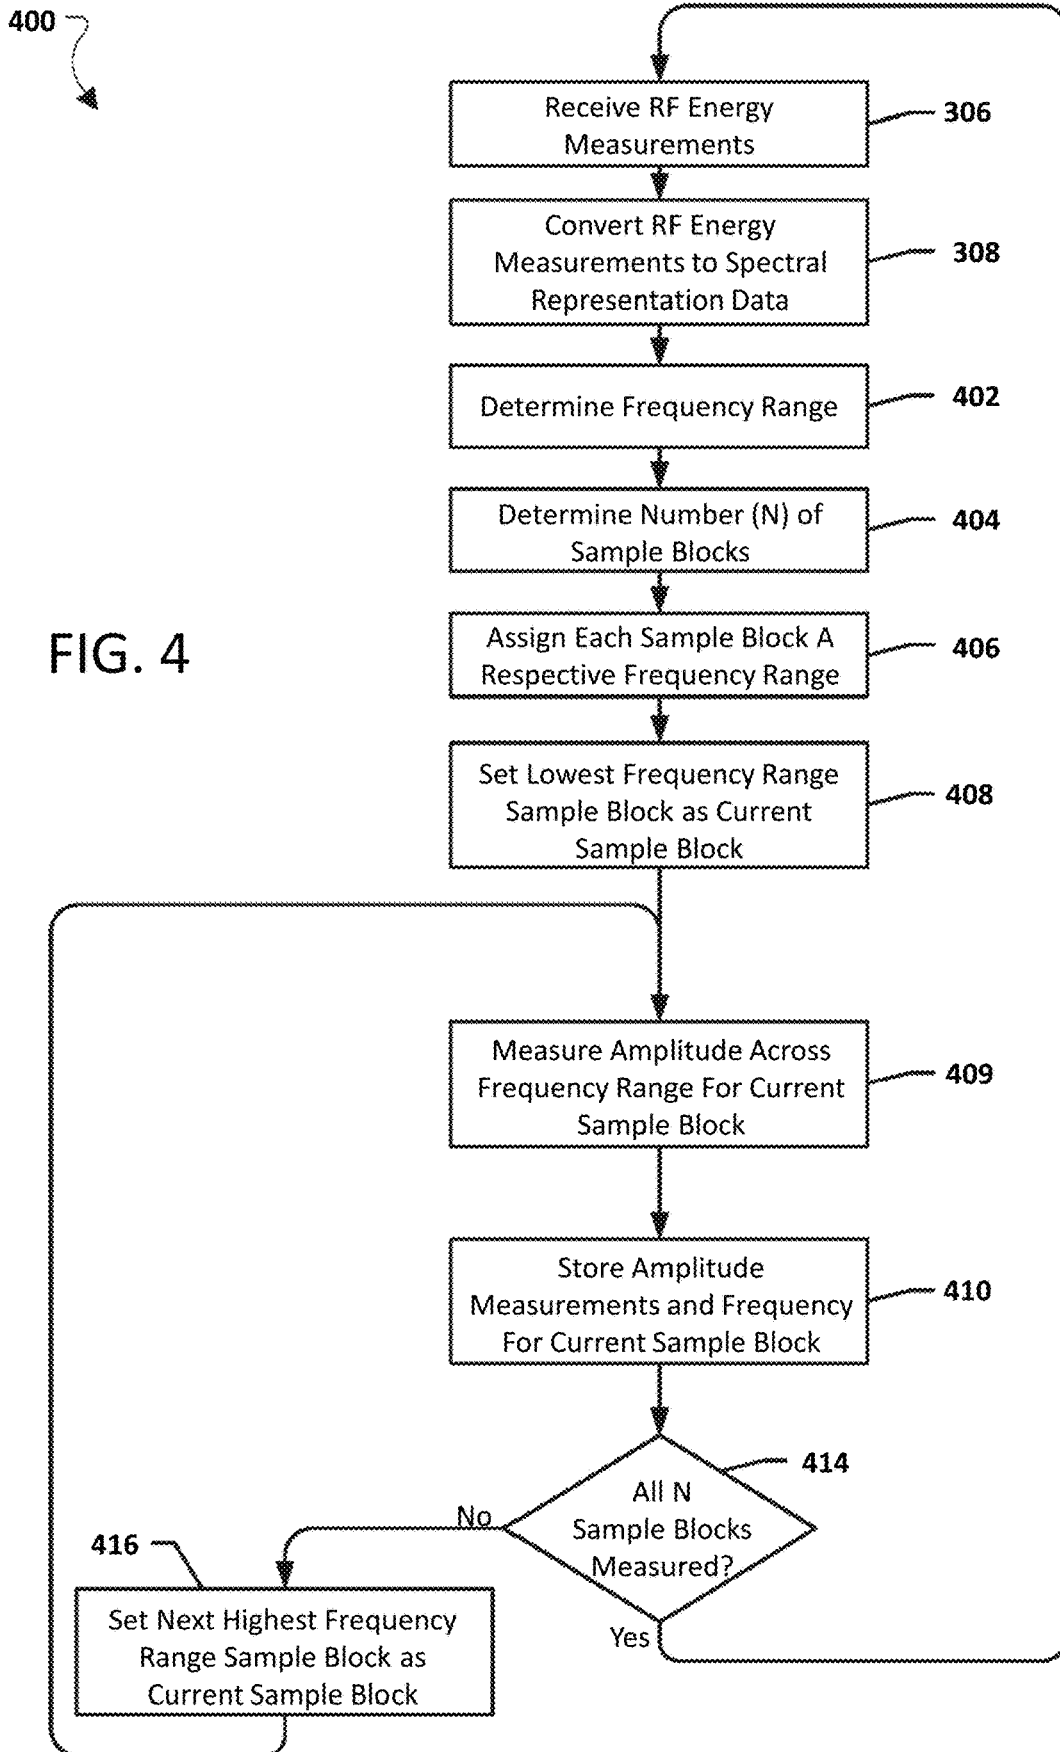 400
Receive RF Energy
Measurements
306
Convert RF Energy
Measurements to Spectral
Representation Data
308
Determine Frequency Range
402
Determine Number (N) of
Sample Blocks
404
FIG. 4
Assign Each Sample Block A
Respective Frequency Range
406
Set Lowest Frequency Range
Sample Block as Current
Sample Block
408
Measure Amplitude Across
Frequency Range For Current
Sample Block
409
Store Amplitude
Measurements and Frequency
For Current Sample Block
410
All N
Sample Blocks
Measured?
414
No
416
Set Next Highest Frequency
Range Sample Block as
Current Sample Block
Yes